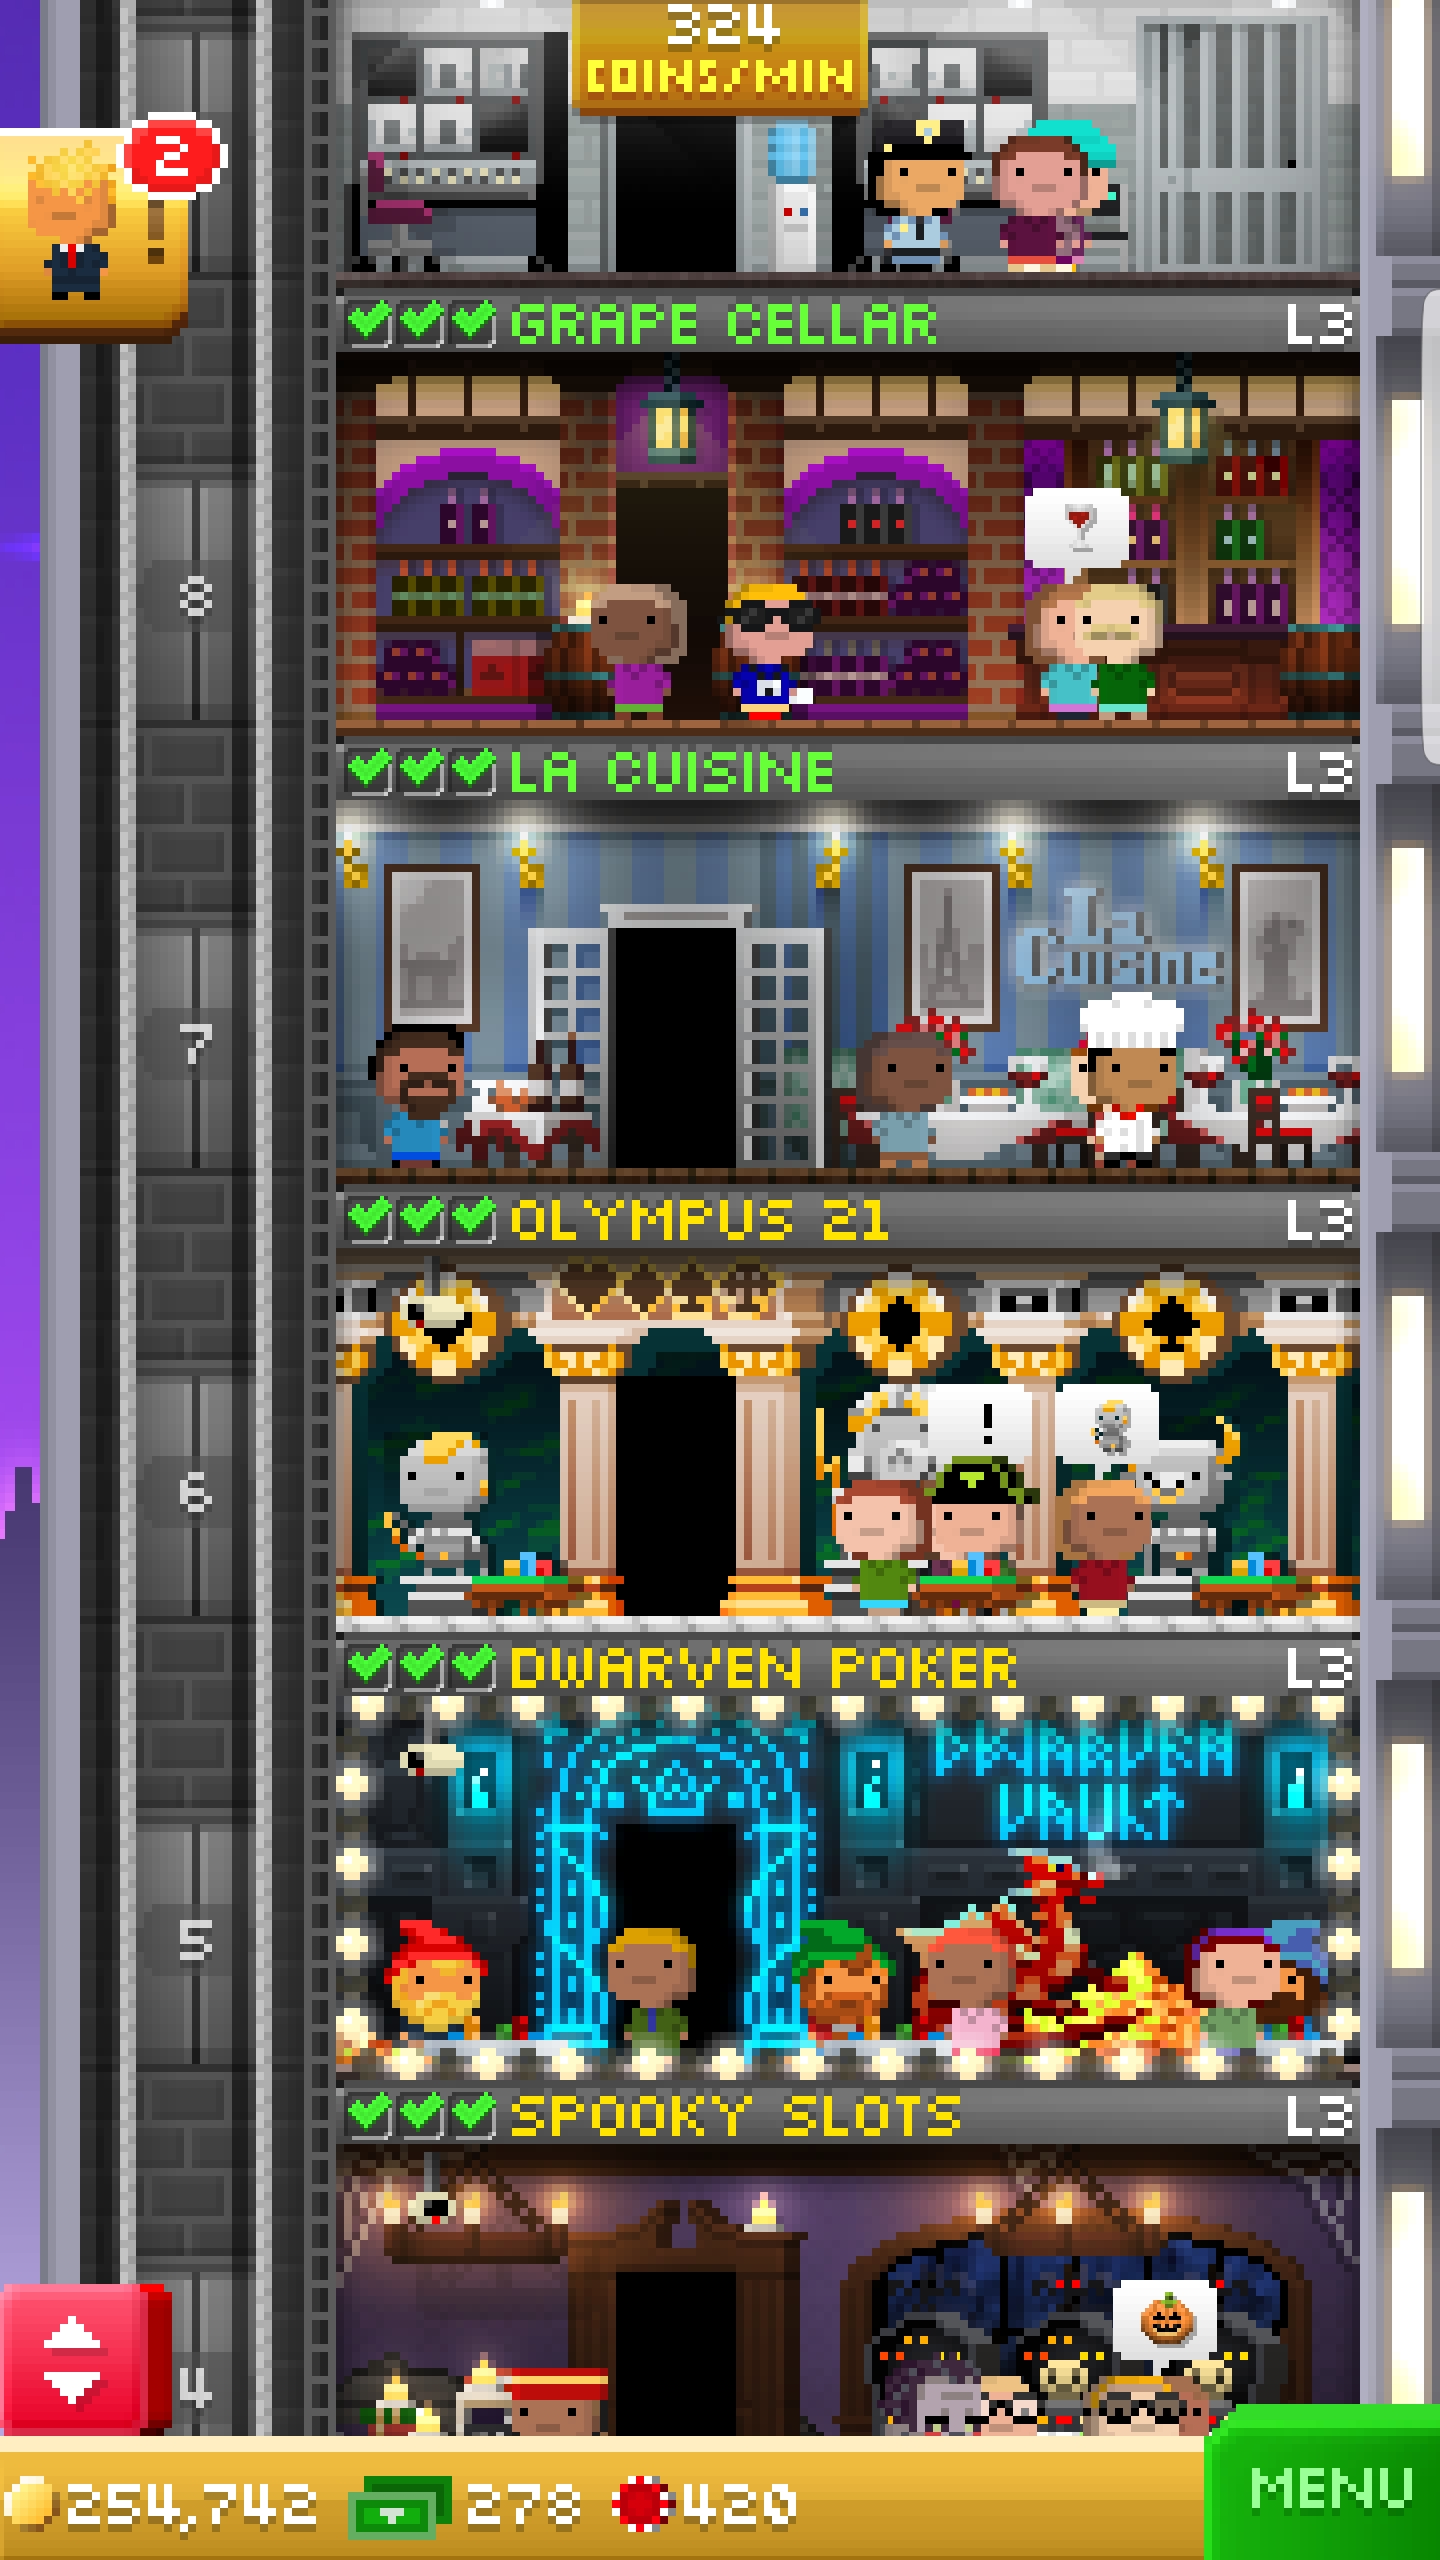 324
COINS/MIN
2
!
GRAPE CELLAR L3
8
LA CUISINE L3
La
Cuisine
7
OLYMPUS 21 L3
!
6
DWARVEN POKER L3
DWARVEN
VAULT
5
SPOOKY SLOTS L3
4
254,742 278 420
MENU